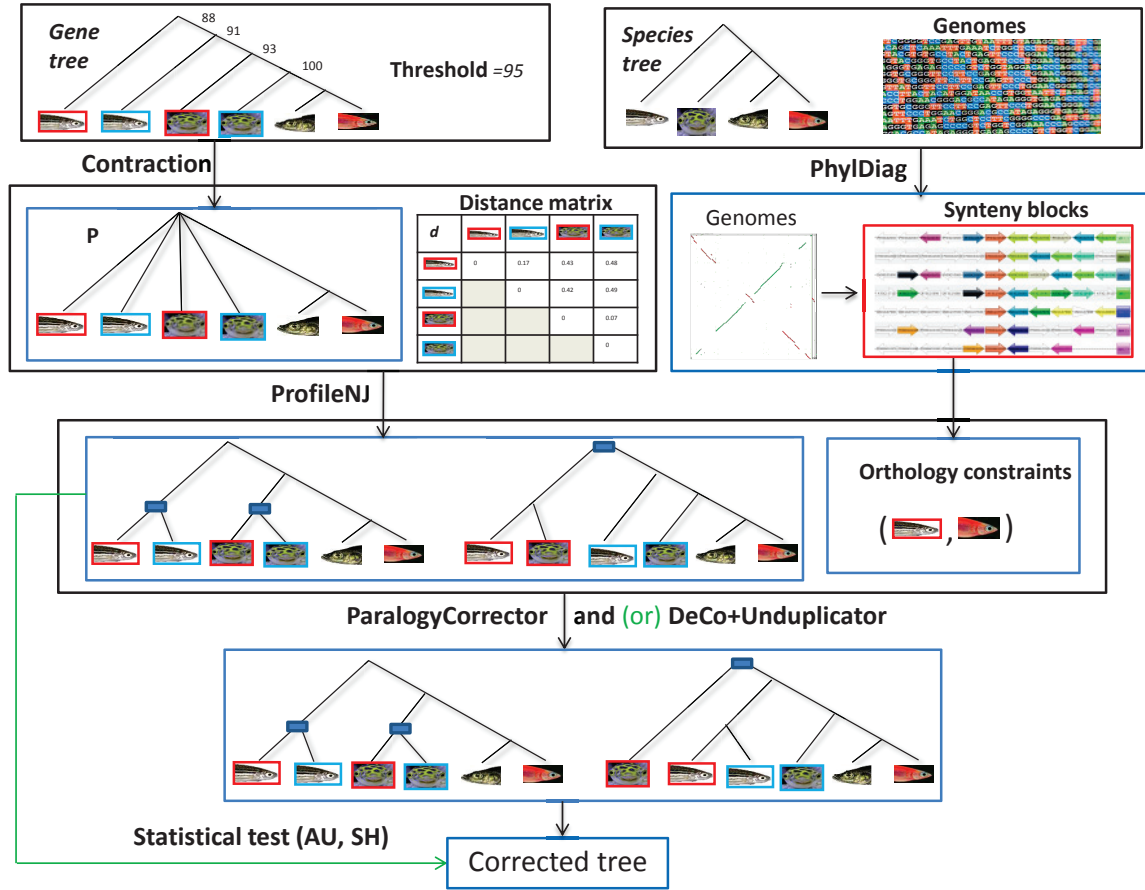 Gene
tree
88
91
93
100
Threshold =95
Species
tree
Genomes
Contraction
PhylDiag
P
Distance matrix
d
0 0.17 0.43 0.48
0 0.42 0.49
0 0.07
0
Genomes
Synteny blocks
ProfileNJ
Orthology constraints
( , )
ParalogyCorrector and (or) DeCo+Unduplicator
Statistical test (AU, SH)
Corrected tree